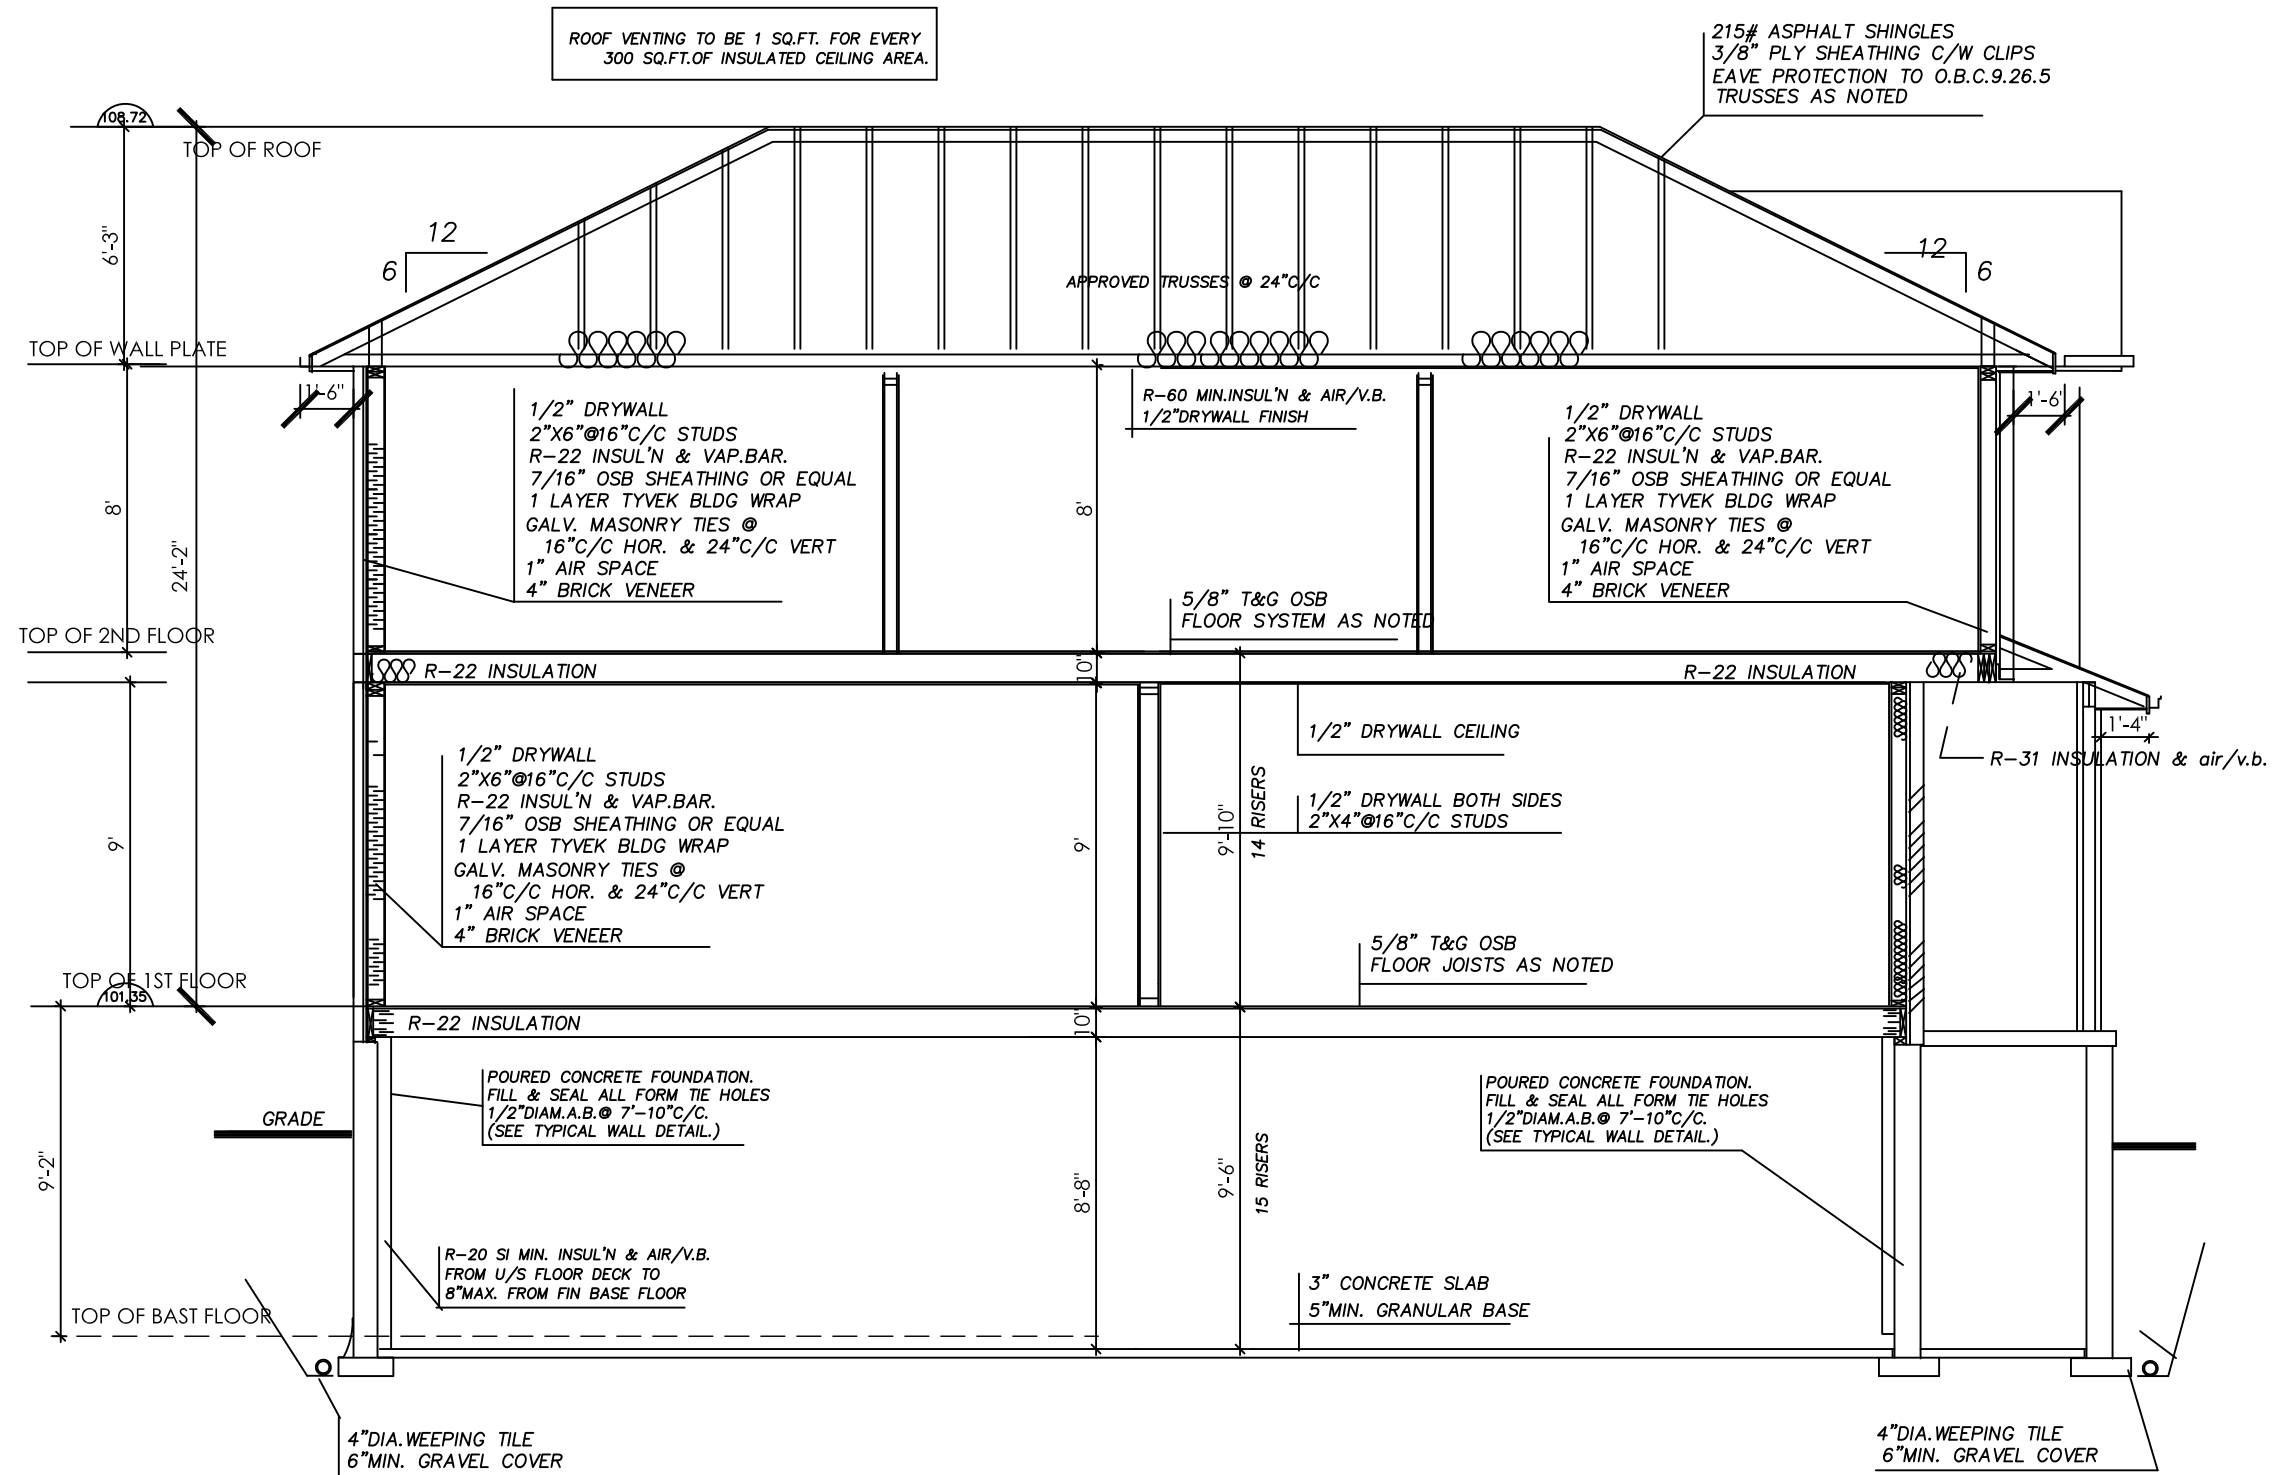 ROOF VENTING TO BE 1 SQ.FT. FOR EVERY
300 SQ.FT.OF INSULATED CEILING AREA.
215# ASPHALT SHINGLES
3/8" PLY SHEATHING C/W CLIPS
EAVE PROTECTION TO O.B.C.9.26.5
TRUSSES AS NOTED
108.72
TOP OF ROOF
6'-3"
12
6
12
6
APPROVED TRUSSES @ 24"C/C
TOP OF WALL PLATE
1'-6"
1'-6"
R-60 MIN.INSUL'N & AIR/V.B.
1/2"DRYWALL FINISH
1/2" DRYWALL
2"X6"@16"C/C STUDS
R-22 INSUL'N & VAP.BAR.
7/16" OSB SHEATHING OR EQUAL
1 LAYER TYVEK BLDG WRAP
GALV. MASONRY TIES @
16"C/C HOR. & 24"C/C VERT
1" AIR SPACE
4" BRICK VENEER
1/2" DRYWALL
2"X6"@16"C/C STUDS
R-22 INSUL'N & VAP.BAR.
7/16" OSB SHEATHING OR EQUAL
1 LAYER TYVEK BLDG WRAP
GALV. MASONRY TIES @
16"C/C HOR. & 24"C/C VERT
1" AIR SPACE
4" BRICK VENEER
8'
24'-2"
8'
5/8" T&G OSB
FLOOR SYSTEM AS NOTED
TOP OF 2ND FLOOR
R-22 INSULATION
10"
R-22 INSULATION
1'-4"
R-31 INSULATION & air/v.b.
1/2" DRYWALL CEILING
1/2" DRYWALL
2"X6"@16"C/C STUDS
R-22 INSUL'N & VAP.BAR.
7/16" OSB SHEATHING OR EQUAL
1 LAYER TYVEK BLDG WRAP
GALV. MASONRY TIES @
16"C/C HOR. & 24"C/C VERT
1" AIR SPACE
4" BRICK VENEER
9'
9'
9'-10"
14 RISERS
1/2" DRYWALL BOTH SIDES
2"X4"@16"C/C STUDS
5/8" T&G OSB
FLOOR JOISTS AS NOTED
TOP OF 1ST FLOOR
101.35
R-22 INSULATION
10"
POURED CONCRETE FOUNDATION.
FILL & SEAL ALL FORM TIE HOLES
1/2"DIAM.A.B.@ 7'-10"C/C.
(SEE TYPICAL WALL DETAIL.)
POURED CONCRETE FOUNDATION.
FILL & SEAL ALL FORM TIE HOLES
1/2"DIAM.A.B.@ 7'-10"C/C.
(SEE TYPICAL WALL DETAIL.)
GRADE
9'-2"
8'-8"
9'-6"
15 RISERS
R-20 SI MIN. INSUL'N & AIR/V.B.
FROM U/S FLOOR DECK TO
8"MAX. FROM FIN BASE FLOOR
3" CONCRETE SLAB
5"MIN. GRANULAR BASE
TOP OF BAST FLOOR
4"DIA.WEEPING TILE
6"MIN. GRAVEL COVER
4"DIA.WEEPING TILE
6"MIN. GRAVEL COVER